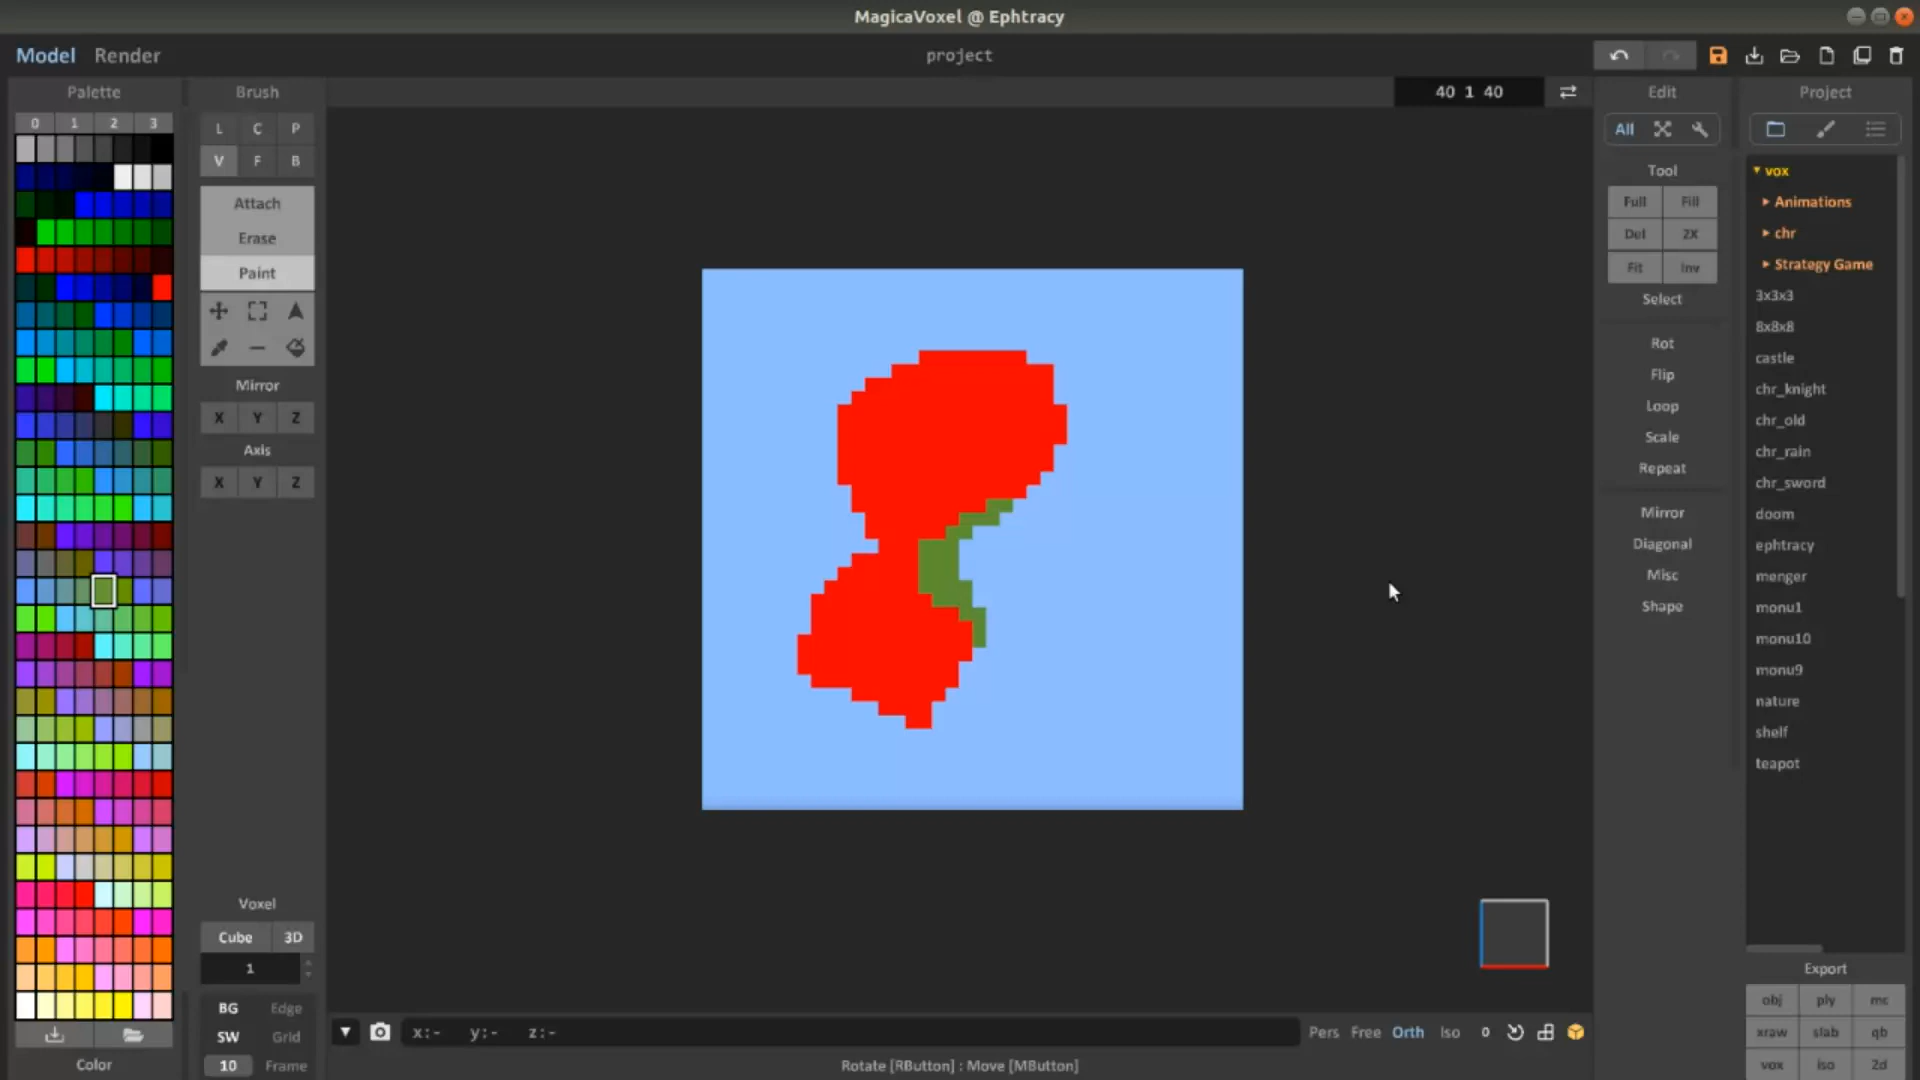 MagicaVoxel @ Ephtracy
Model Render
project
Palette
0 1 2 3
Color
Brush
L C P
V F B
Attach
Erase
Paint
Mirror
X Y Z
Axis
X Y Z
Voxel
Cube 3D
1
BG Edge
SW Grid
10 Frame
40 1 40
x:- y:- z:-
Pers Free Orth Iso 0
Rotate [RButton] : Move [MButton]
Edit
All
Tool
Full Fill
Del 2X
Fit Inv
Select
Rot
Flip
Loop
Scale
Repeat
Mirror
Diagonal
Misc
Shape
Project
vox
Animations
chr
Strategy Game
3x3x3
8x8x8
castle
chr_knight
chr_old
chr_rain
chr_sword
doom
ephtracy
menger
monu1
monu10
monu9
nature
shelf
teapot
Export
obj ply mc
xraw slab qb
vox iso 2d